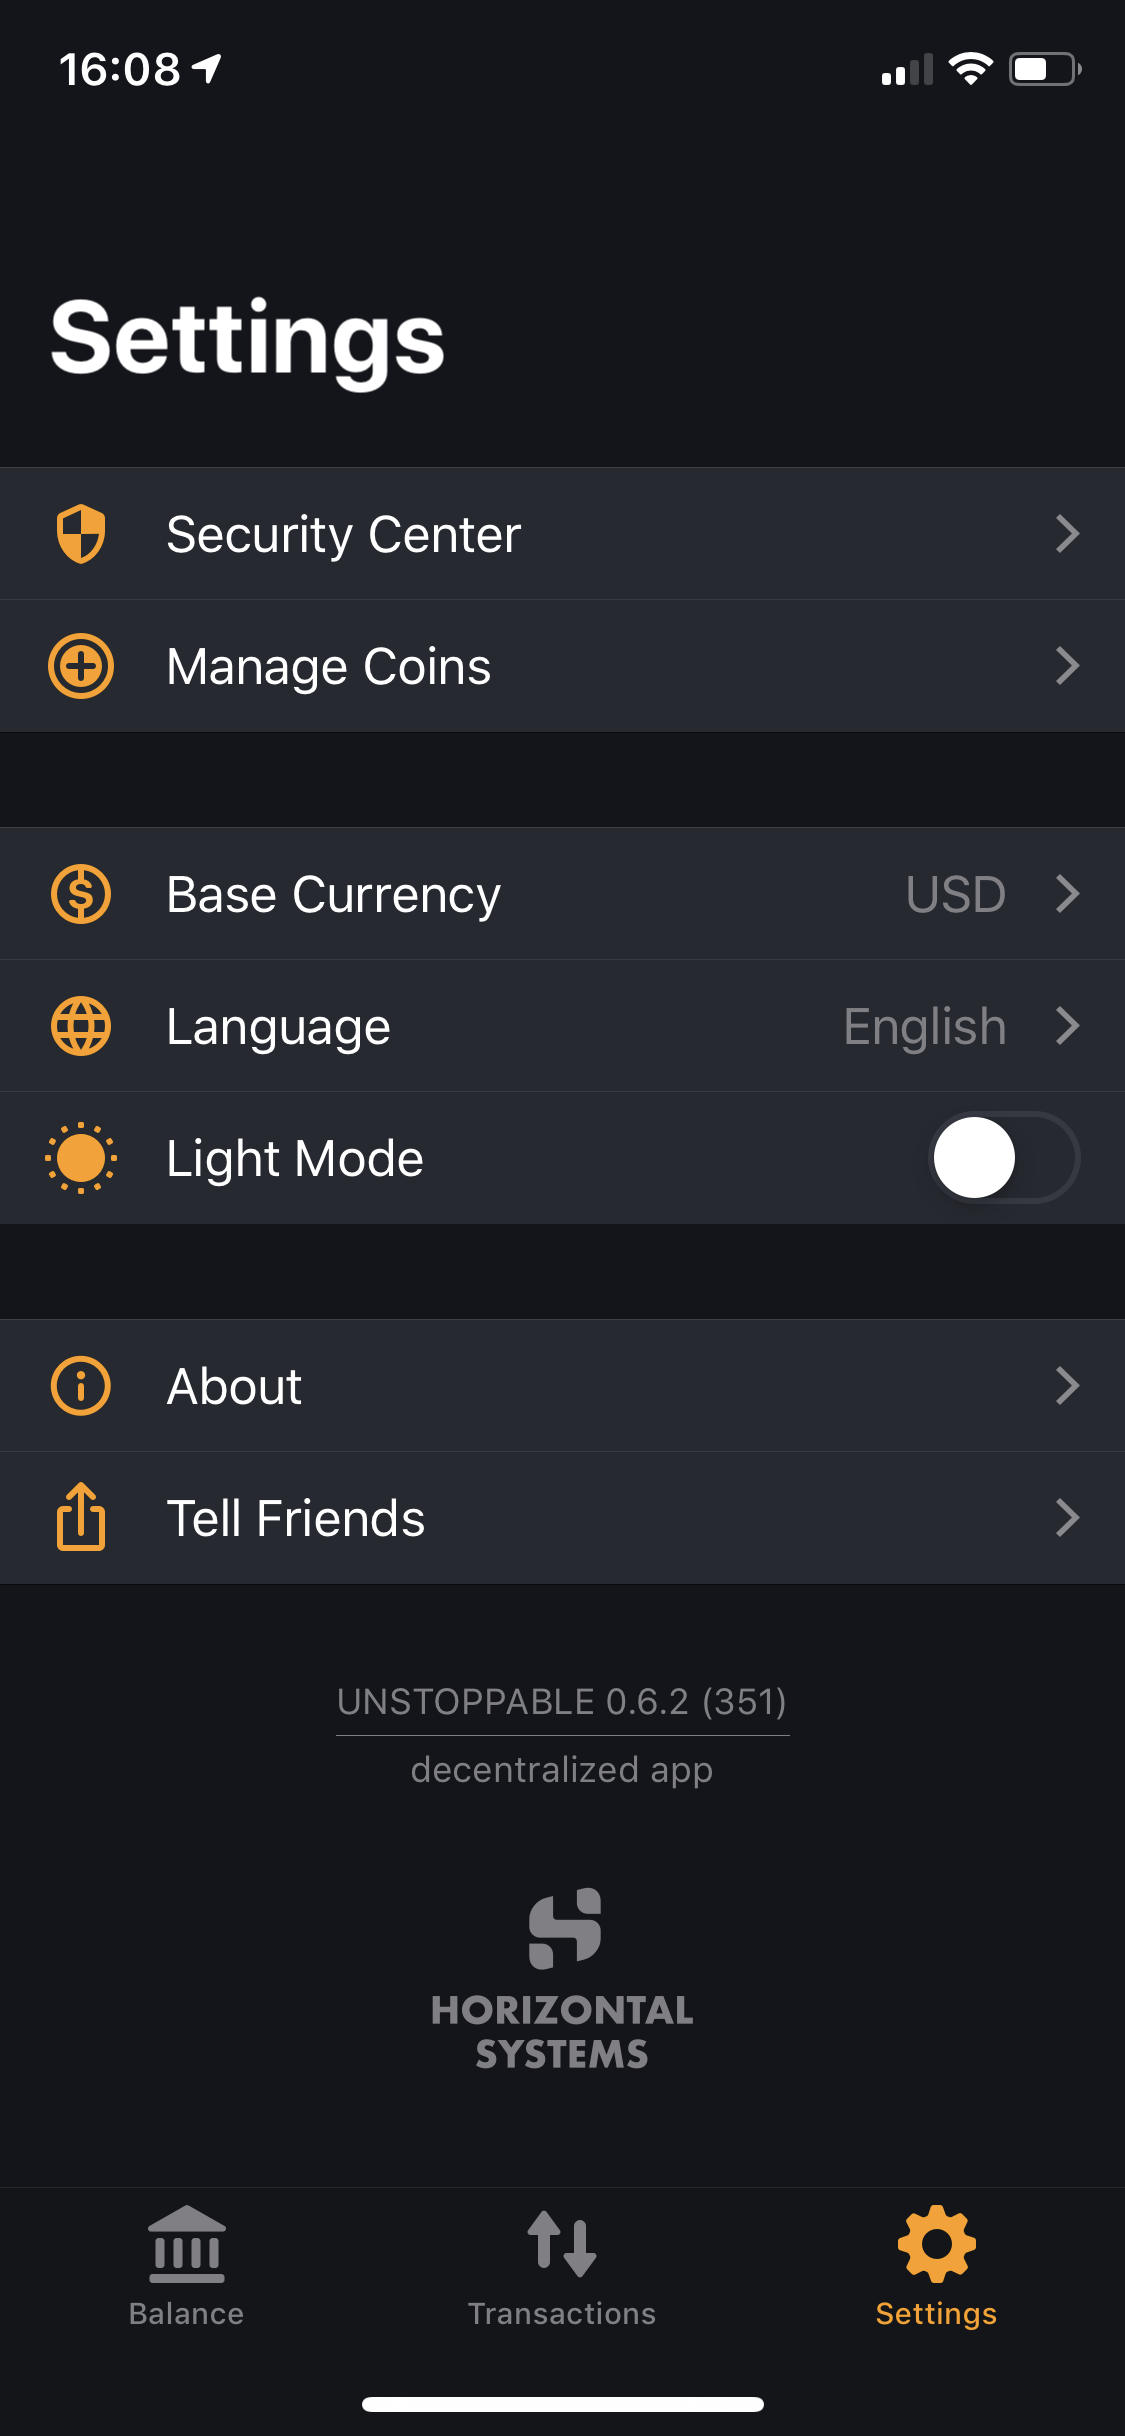 16:08
Settings
Security Center
Manage Coins
Base Currency USD
Language English
Light Mode
About
Tell Friends
UNSTOPPABLE 0.6.2 (351)
decentralized app
HORIZONTAL
SYSTEMS
Balance Transactions Settings